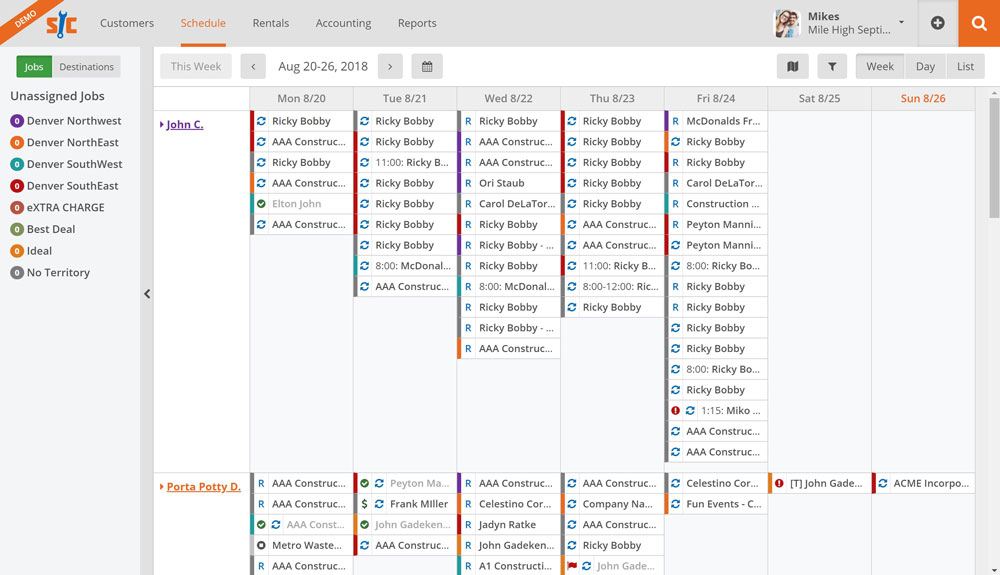 DEMO
SfC
Customers
Schedule
Rentals
Accounting
Reports
Mikes
Mile High Septi...
Jobs
Destinations
This Week
Aug 20-26, 2018
Week
Day
List
Unassigned Jobs
0 Denver Northwest
0 Denver NorthEast
0 Denver SouthWest
0 Denver SouthEast
0 eXTRA CHARGE
0 Best Deal
0 Ideal
0 No Territory
Mon 8/20
Tue 8/21
Wed 8/22
Thu 8/23
Fri 8/24
Sat 8/25
Sun 8/26
John C.
Ricky Bobby
AAA Construc...
Ricky Bobby
AAA Construc...
Elton John
AAA Construc...
Ricky Bobby
Ricky Bobby
11:00: Ricky B...
Ricky Bobby
Ricky Bobby
Ricky Bobby
Ricky Bobby
8:00: McDonal...
AAA Construc...
R Ricky Bobby
R AAA Construc...
R AAA Construc...
R Ori Staub
R Carol DeLaTor...
R Ricky Bobby
R Ricky Bobby - ...
R Ricky Bobby
R 8:00: McDonal...
R Ricky Bobby
R Ricky Bobby - ...
R AAA Construc...
Ricky Bobby
Ricky Bobby
Ricky Bobby
Ricky Bobby
Ricky Bobby
AAA Construc...
AAA Construc...
11:00: Ricky B...
8:00-12:00: Ric...
Ricky Bobby
R McDonalds Fr...
Ricky Bobby
R Ricky Bobby
R Carol DeLaTor...
R Construction ...
R Peyton Manni...
Peyton Manni...
8:00: Ricky Bo...
R Ricky Bobby
R Ricky Bobby
Ricky Bobby
Ricky Bobby
8:00: Ricky Bo...
Ricky Bobby
1:15: Miko ...
AAA Construc...
AAA Construc...
Porta Potty D.
R AAA Construc...
R AAA Construc...
AAA Const...
Metro Waste...
R AAA Construc...
Peyton Ma...
$ Frank MIller
John Gadeken...
AAA Construc...
R AAA Construc...
R Celestino Cor...
R Jadyn Ratke
R John Gadeken...
R A1 Constructi...
AAA Construc...
Company Na...
AAA Construc...
Ricky Bobby
John Gade...
Celestino Cor...
Fun Events - C...
[T] John Gade...
ACME Incorpo...